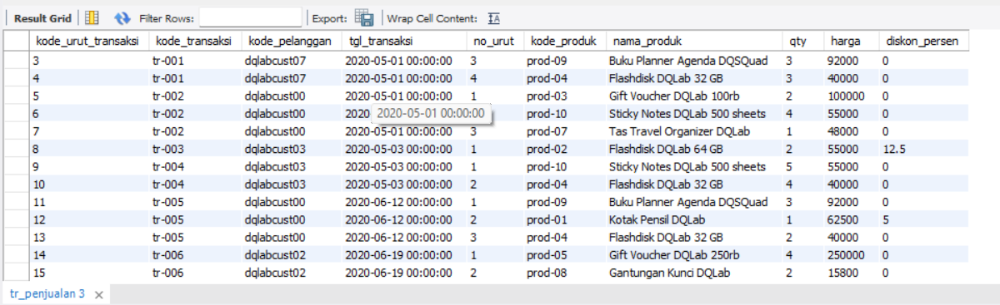 Result Grid Filter Rows: Export: Wrap Cell Content: IA
kode_urut_transaksi kode_transaksi kode_pelanggan tgl_transaksi no_urut kode_produk nama_produk qty harga diskon_persen
3 tr-001 dqlabcust07 2020-05-01 00:00:00 3 prod-09 Buku Planner Agenda DQSQuad 3 92000 0
4 tr-001 dqlabcust07 2020-05-01 00:00:00 4 prod-04 Flashdisk DQLab 32 GB 3 40000 0
5 tr-002 dqlabcust00 2020-05-01 00:00:00 1 prod-03 Gift Voucher DQLab 100rb 2 100000 0
6 tr-002 dqlabcust00 2020 2020-05-01 00:00:00 prod-10 Sticky Notes DQLab 500 sheets 4 55000 0
7 tr-002 dqlabcust00 2020-05-01 00:00:00 3 prod-07 Tas Travel Organizer DQLab 1 48000 0
8 tr-003 dqlabcust03 2020-05-03 00:00:00 1 prod-02 Flashdisk DQLab 64 GB 2 55000 12.5
9 tr-004 dqlabcust03 2020-05-03 00:00:00 1 prod-10 Sticky Notes DQLab 500 sheets 5 55000 0
10 tr-004 dqlabcust03 2020-05-03 00:00:00 2 prod-04 Flashdisk DQLab 32 GB 4 40000 0
11 tr-005 dqlabcust00 2020-06-12 00:00:00 1 prod-09 Buku Planner Agenda DQSQuad 3 92000 0
12 tr-005 dqlabcust00 2020-06-12 00:00:00 2 prod-01 Kotak Pensil DQLab 1 62500 5
13 tr-005 dqlabcust00 2020-06-12 00:00:00 3 prod-04 Flashdisk DQLab 32 GB 2 40000 0
14 tr-006 dqlabcust02 2020-06-19 00:00:00 1 prod-05 Gift Voucher DQLab 250rb 4 250000 0
15 tr-006 dqlabcust02 2020-06-19 00:00:00 2 prod-08 Gantungan Kunci DQLab 2 15800 0
tr_penjualan 3